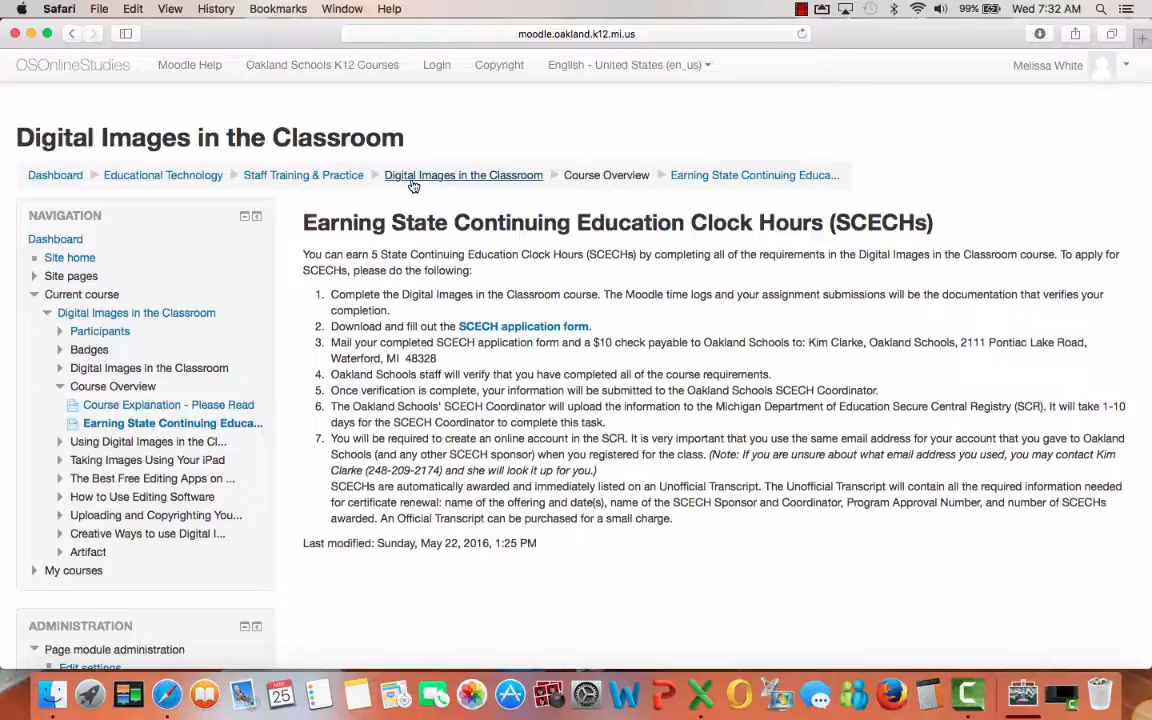 Safari File Edit View History Bookmarks Window Help 99% Wed 7:32 AM
moodle.oakland.k12.mi.us
OSOnlineStudies Moodle Help Oakland Schools K12 Courses Login Copyright English - United States (en_us) Melissa White
Digital Images in the Classroom
Dashboard Educational Technology Staff Training & Practice Digital Images in the Classroom Course Overview Earning State Continuing Educa...
NAVIGATION
Dashboard
Site home
Site pages
Current course
Digital Images in the Classroom
Participants
Badges
Digital Images in the Classroom
Course Overview
Course Explanation - Please Read
Earning State Continuing Educa...
Using Digital Images in the Cl...
Taking Images Using Your iPad
The Best Free Editing Apps on ...
How to Use Editing Software
Uploading and Copyrighting You...
Creative Ways to use Digital I...
Artifact
My courses
ADMINISTRATION
Page module administration
Edit settings
Earning State Continuing Education Clock Hours (SCECHs)
You can earn 5 State Continuing Education Clock Hours (SCECHs) by completing all of the requirements in the Digital Images in the Classroom course. To apply for
SCECHs, please do the following:
1. Complete the Digital Images in the Classroom course. The Moodle time logs and your assignment submissions will be the documentation that verifies your
completion.
2. Download and fill out the SCECH application form.
3. Mail your completed SCECH application form and a $10 check payable to Oakland Schools to: Kim Clarke, Oakland Schools, 2111 Pontiac Lake Road,
Waterford, MI 48328
4. Oakland Schools staff will verify that you have completed all of the course requirements.
5. Once verification is complete, your information will be submitted to the Oakland Schools SCECH Coordinator.
6. The Oakland Schools' SCECH Coordinator will upload the information to the Michigan Department of Education Secure Central Registry (SCR). It will take 1-10
days for the SCECH Coordinator to complete this task.
7. You will be required to create an online account in the SCR. It is very important that you use the same email address for your account that you gave to Oakland
Schools (and any other SCECH sponsor) when you registered for the class. (Note: If you are unsure about what email address you used, you may contact Kim
Clarke (248-209-2174) and she will look it up for you.)
SCECHs are automatically awarded and immediately listed on an Unofficial Transcript. The Unofficial Transcript will contain all the required information needed
for certificate renewal: name of the offering and date(s), name of the SCECH Sponsor and Coordinator, Program Approval Number, and number of SCECHs
awarded. An Official Transcript can be purchased for a small charge.
Last modified: Sunday, May 22, 2016, 1:25 PM
25